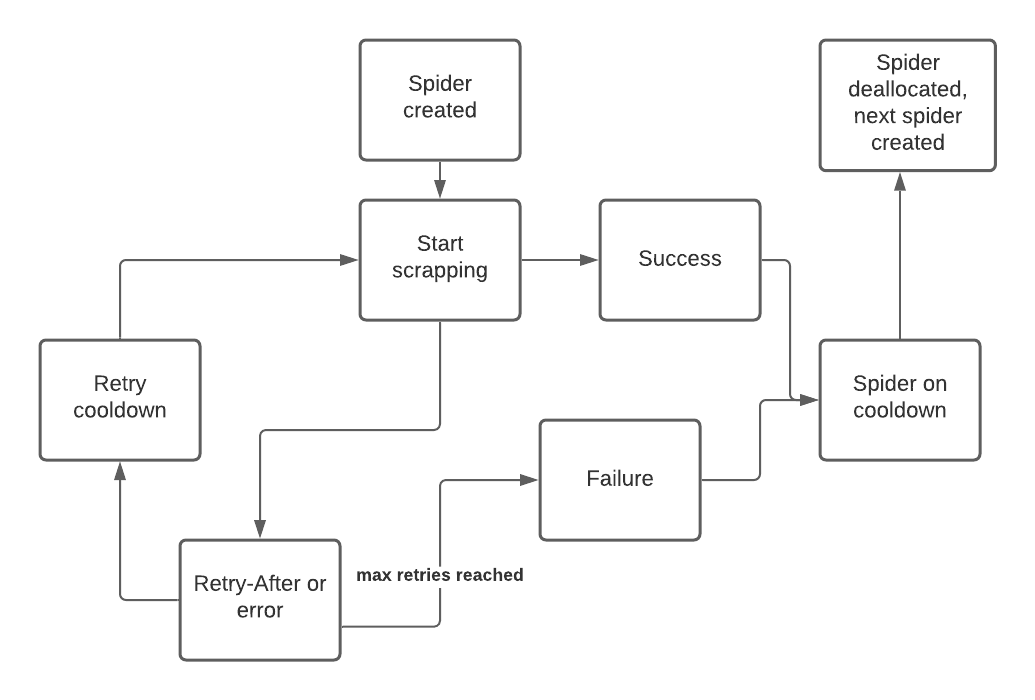 Spider
created
Spider
deallocated,
next spider
created
Start
scrapping
Success
Retry
cooldown
Spider on
cooldown
Failure
Retry-After or
error
max retries reached